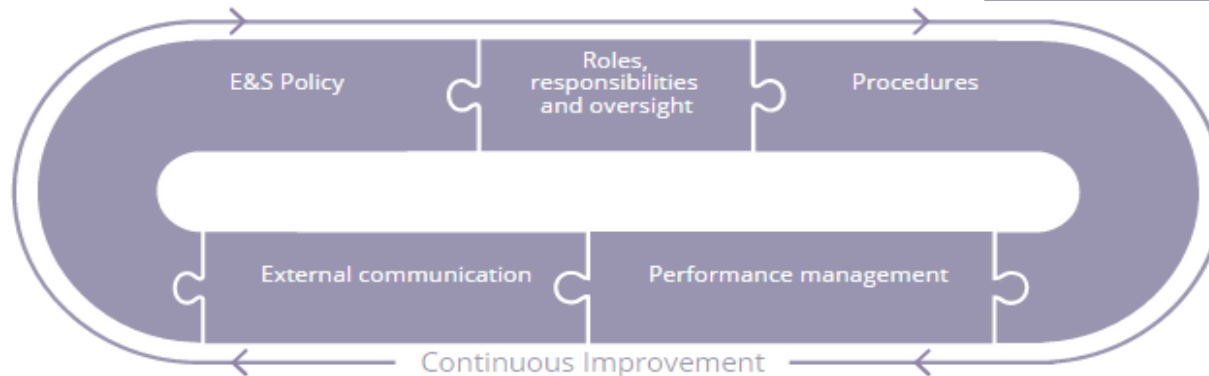 E&S Policy
Roles,
responsibilities
and oversight
Procedures
External communication
Performance management
Continuous Improvement